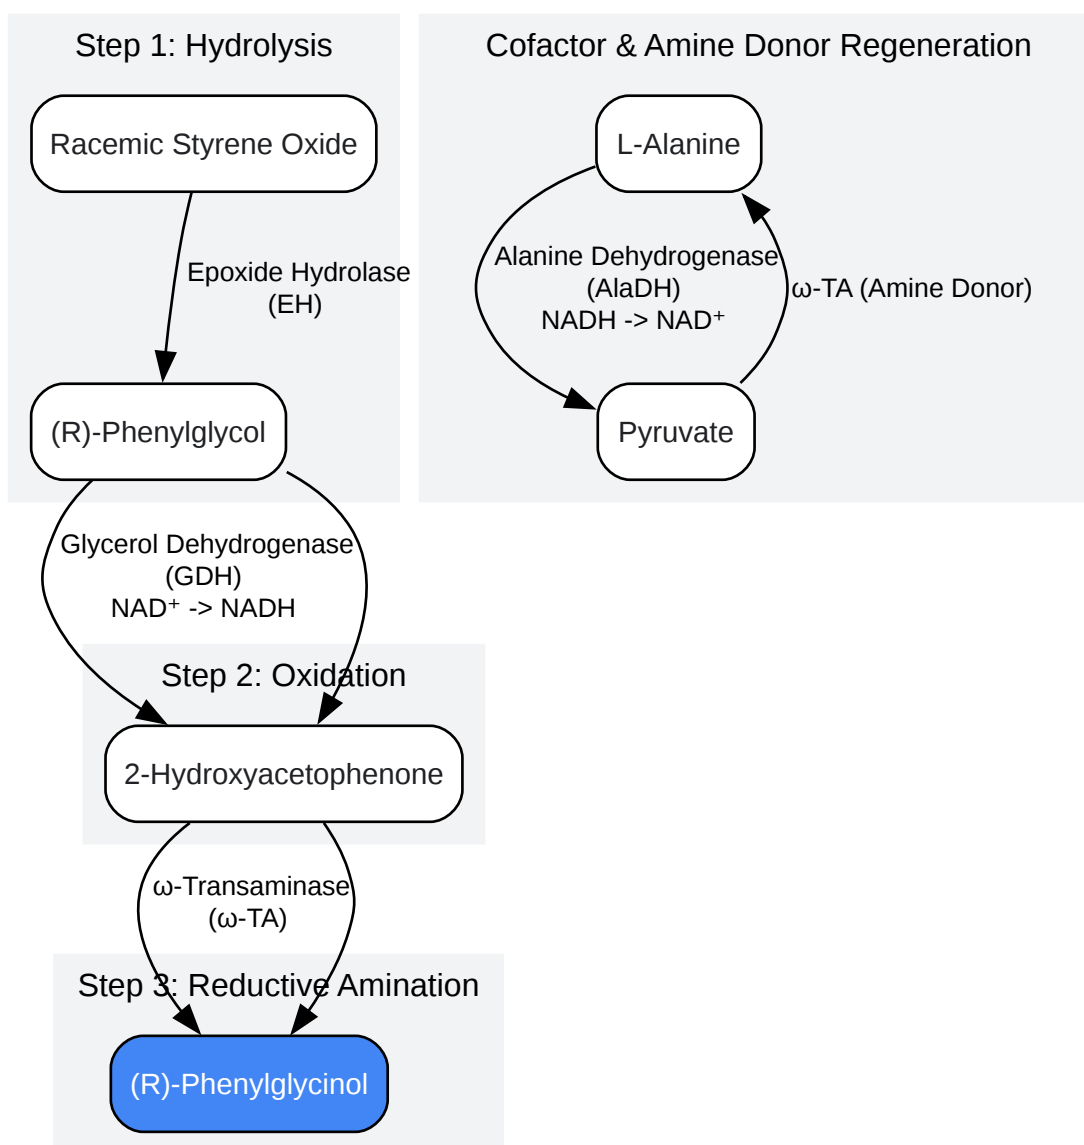 Step 1: Hydrolysis
Racemic Styrene Oxide
Epoxide Hydrolase
(EH)
(R)-Phenylglycol
Cofactor & Amine Donor Regeneration
L-Alanine
Alanine Dehydrogenase
(AlaDH)
NADH -> NAD⁺
ω-TA (Amine Donor)
Pyruvate
Glycerol Dehydrogenase
(GDH)
NAD⁺ -> NADH
Step 2: Oxidation
2-Hydroxyacetophenone
ω-Transaminase
(ω-TA)
Step 3: Reductive Amination
(R)-Phenylglycinol